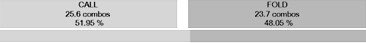 CALL
25.6 combos
51.95 %
FOLD
23.7 combos
48.05 %